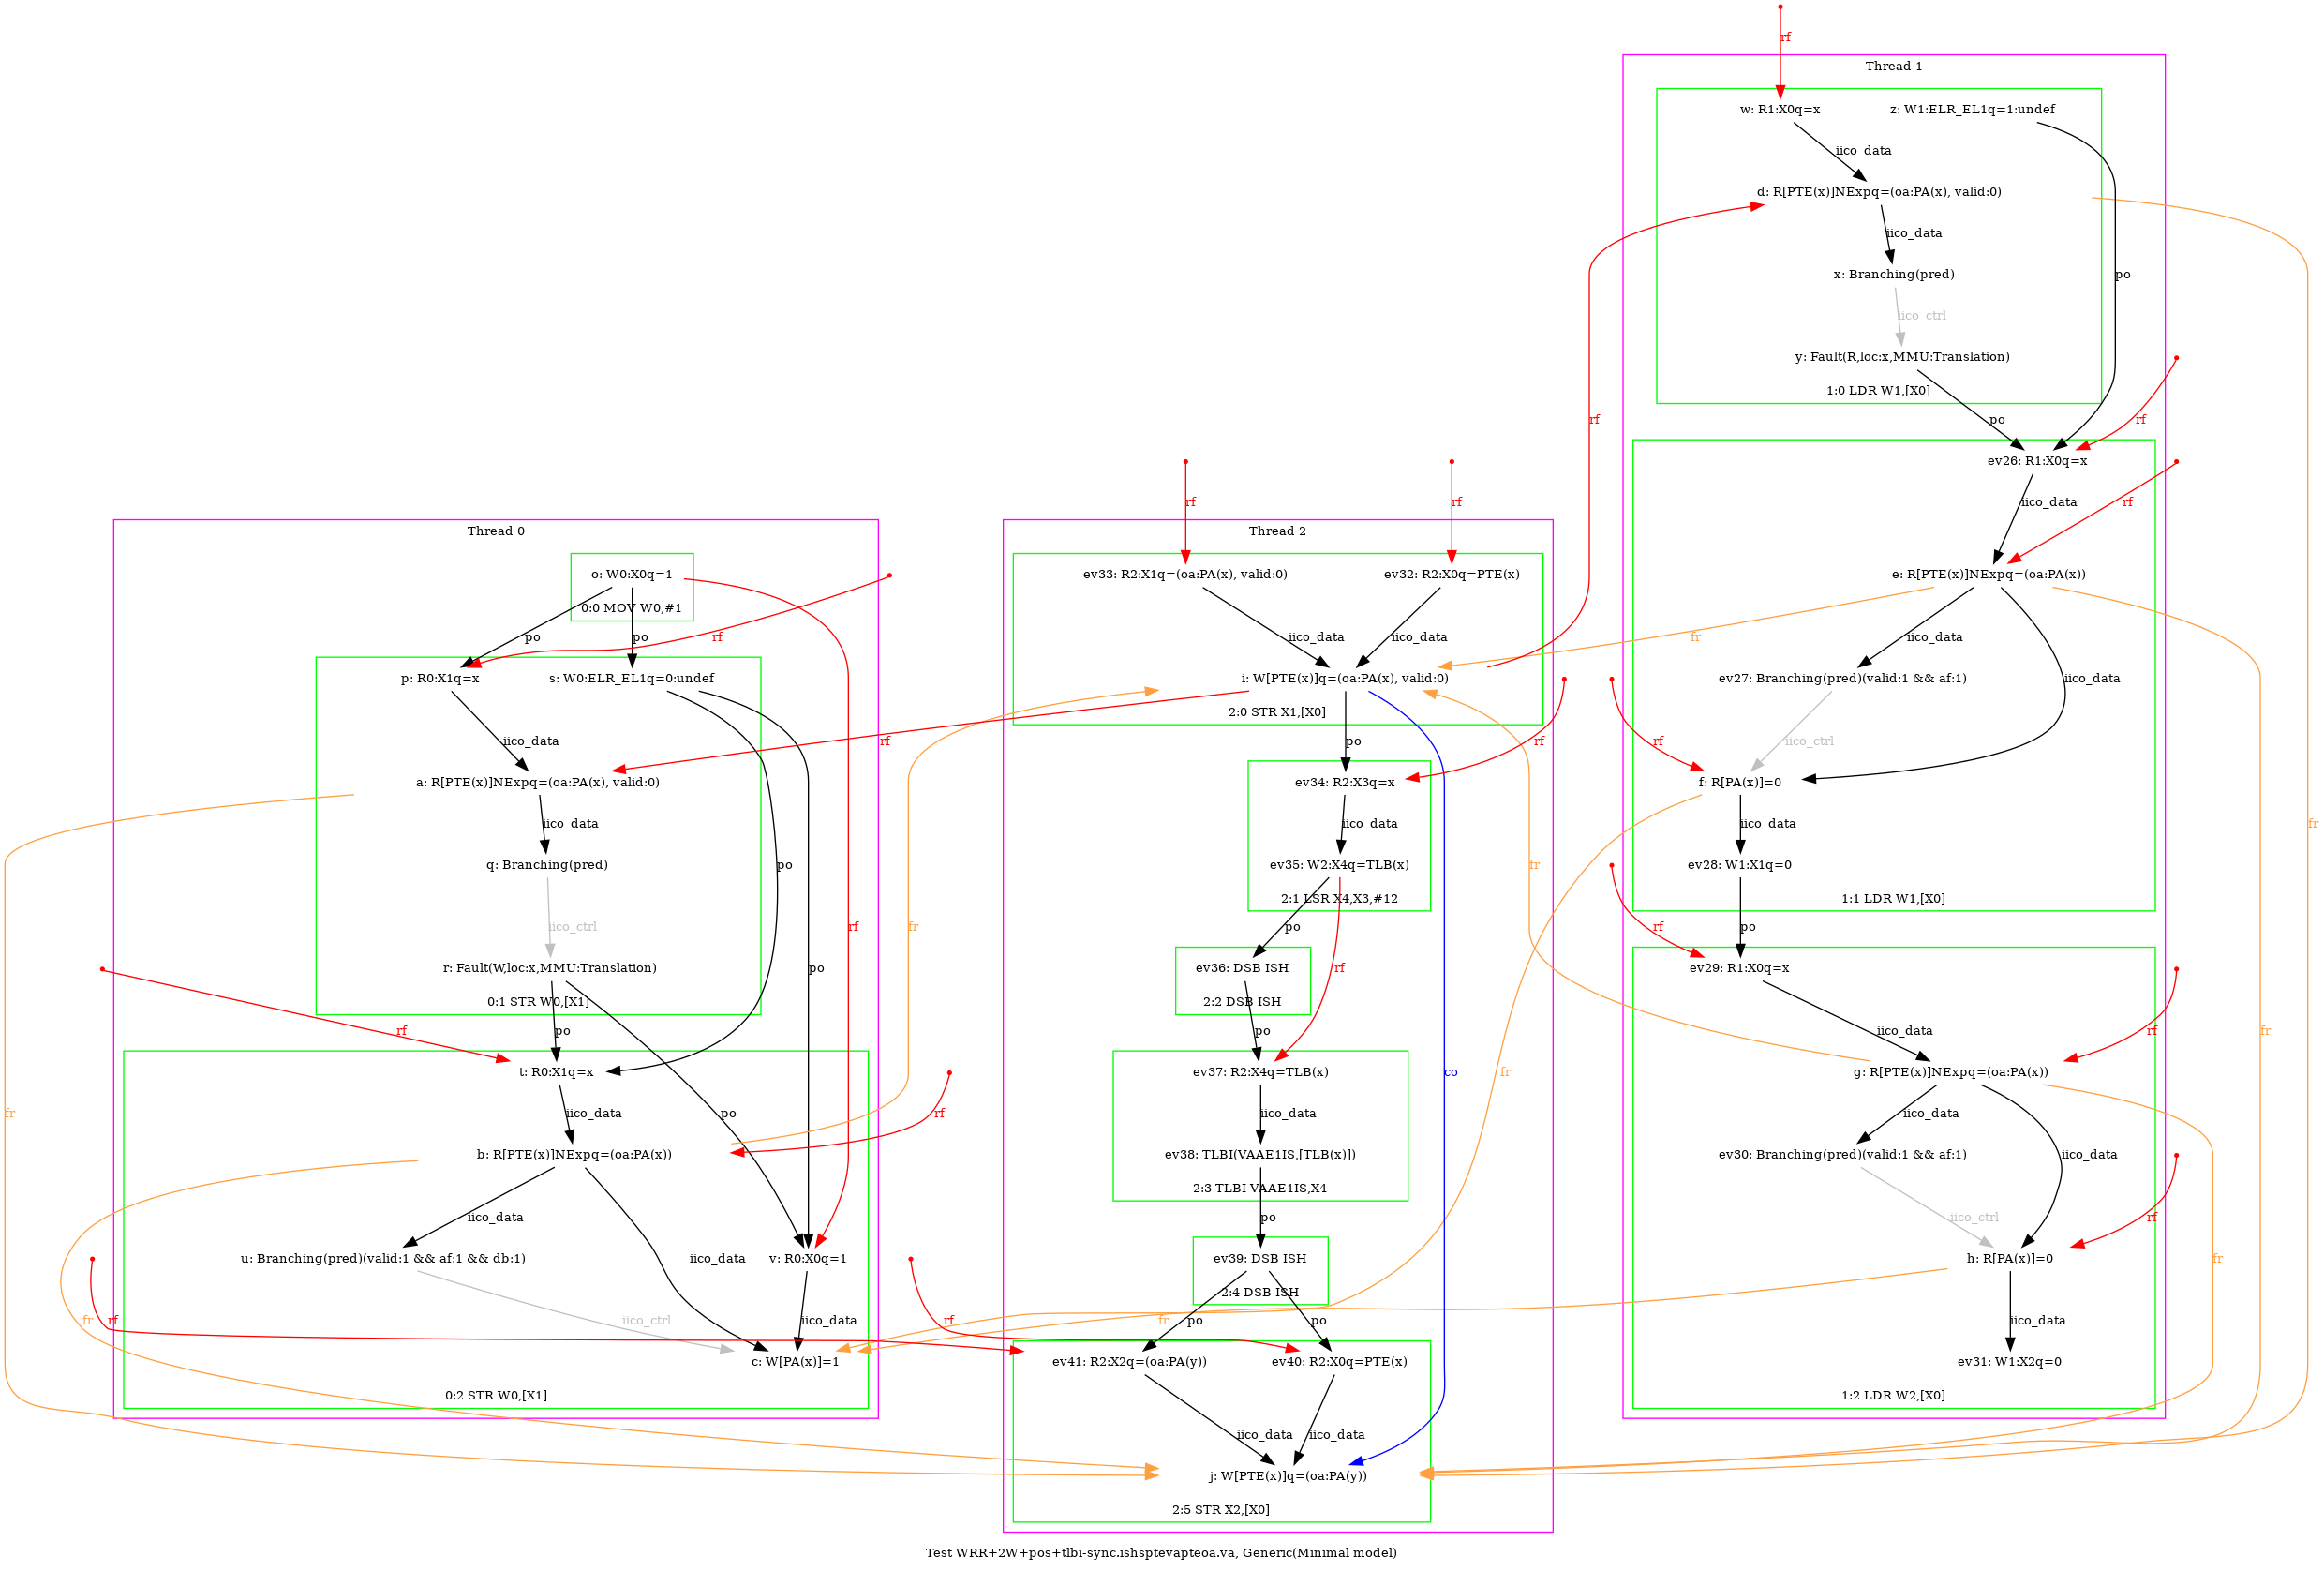 rf
Thread 1
w: R1:X0q=x
z: W1:ELR_EL1q=1:undef
iico_data
d: R[PTE(x)]NExpq=(oa:PA(x), valid:0)
iico_data
x: Branching(pred)
po
iico_ctrl
y: Fault(R,loc:x,MMU:Translation)
1:0 LDR W1,[X0]
rf
po
rf
fr
ev26: R1:X0q=x
rf
rf
iico_data
rf
e: R[PTE(x)]NExpq=(oa:PA(x))
fr
iico_data
ev27: Branching(pred)(valid:1 && af:1)
iico_data
rf
iico_ctrl
f: R[PA(x)]=0
iico_data
ev28: W1:X1q=0
1:1 LDR W1,[X0]
rf
po
ev29: R1:X0q=x
iico_data
rf
fr
g: R[PTE(x)]NExpq=(oa:PA(x))
iico_data
ev30: Branching(pred)(valid:1 && af:1)
iico_data
iico_ctrl
rf
fr
h: R[PA(x)]=0
iico_data
ev31: W1:X2q=0
1:2 LDR W2,[X0]
Thread 0
o: W0:X0q=1
0:0 MOV W0,#1
po
po
rf
p: R0:X1q=x
s: W0:ELR_EL1q=0:undef
iico_data
a: R[PTE(x)]NExpq=(oa:PA(x), valid:0)
iico_data
q: Branching(pred)
po
iico_ctrl
po
rf
r: Fault(W,loc:x,MMU:Translation)
0:1 STR W0,[X1]
rf
po
t: R0:X1q=x
fr
iico_data
po
rf
b: R[PTE(x)]NExpq=(oa:PA(x))
iico_data
iico_data
u: Branching(pred)(valid:1 && af:1 && db:1)
v: R0:X0q=1
fr
rf
iico_ctrl
iico_data
c: W[PA(x)]=1
0:2 STR W0,[X1]
Thread 2
ev33: R2:X1q=(oa:PA(x), valid:0)
ev32: R2:X0q=PTE(x)
iico_data
iico_data
i: W[PTE(x)]q=(oa:PA(x), valid:0)
2:0 STR X1,[X0]
rf
po
rf
ev34: R2:X3q=x
iico_data
ev35: W2:X4q=TLB(x)
2:1 LSR X4,X3,#12
fr
fr
po
rf
ev36: DSB ISH
2:2 DSB ISH
po
ev37: R2:X4q=TLB(x)
iico_data
co
fr
ev38: TLBI(VAAE1IS,[TLB(x)])
2:3 TLBI VAAE1IS,X4
po
ev39: DSB ISH
2:4 DSB ISH
rf
fr
po
po
ev41: R2:X2q=(oa:PA(y))
ev40: R2:X0q=PTE(x)
iico_data
iico_data
j: W[PTE(x)]q=(oa:PA(y))
2:5 STR X2,[X0]
Test WRR+2W+pos+tlbi-sync.ishsptevapteoa.va, Generic(Minimal model)